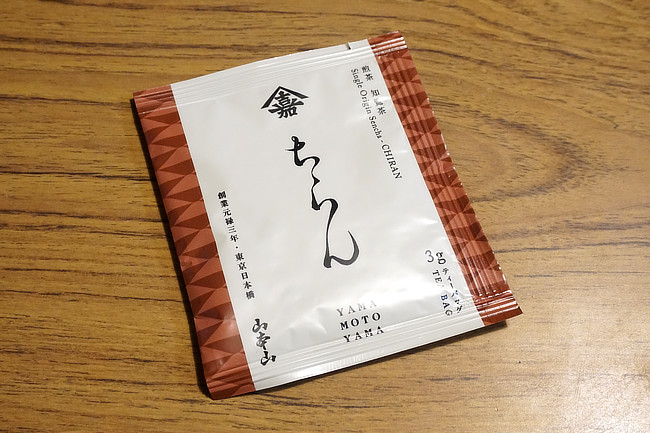 煎茶 知覧茶
Single Origin Sencha - CHIRAN
嘉
ちらん
創業元禄三年・東京日本橋
山本山
3g ティーバッグ
TEA BAG
YAMA
MOTO
YAMA